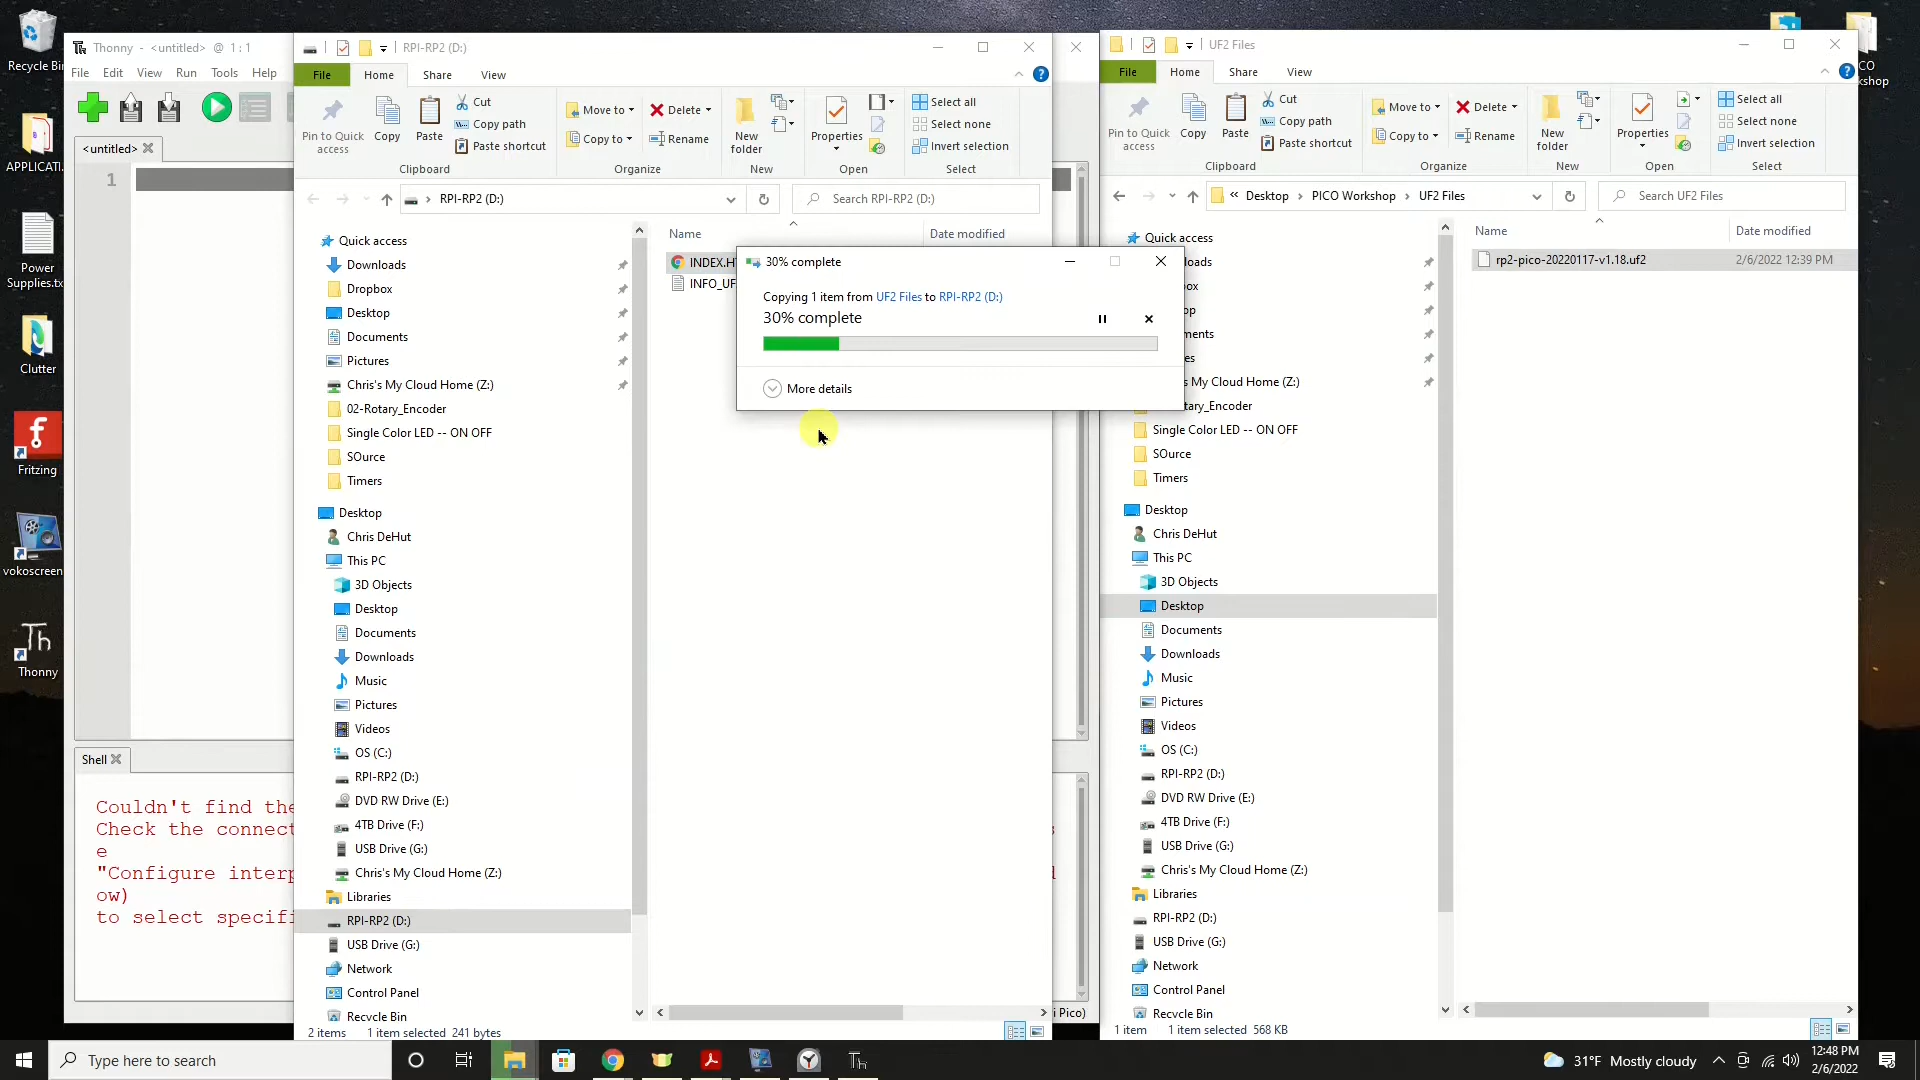 Recycle Bin
APPLICATI...
Power
Supplies.tx
Clutter
Fritzing
vokoscreen
Thonny
Th
Thonny - <untitled> @ 1 : 1
File Edit View Run Tools Help
<untitled>
1
Shell
Couldn't find the
Check the connect
e
"Configure interp
ow)
to select specifi
i Pico)
RPI-RP2 (D:)
File Home Share View
Pin to Quick
access
Copy
Paste
Cut
Copy path
Paste shortcut
Clipboard
Move to
Copy to
Delete
Rename
Organize
New
folder
New
Properties
Open
Select all
Select none
Invert selection
Select
RPI-RP2 (D:)
Search RPI-RP2 (D:)
Quick access
Downloads
Dropbox
Desktop
Documents
Pictures
Chris's My Cloud Home (Z:)
02-Rotary_Encoder
Single Color LED -- ON OFF
SOurce
Timers
Desktop
Chris DeHut
This PC
3D Objects
Desktop
Documents
Downloads
Music
Pictures
Videos
OS (C:)
RPI-RP2 (D:)
DVD RW Drive (E:)
4TB Drive (F:)
USB Drive (G:)
Chris's My Cloud Home (Z:)
Libraries
RPI-RP2 (D:)
USB Drive (G:)
Network
Control Panel
Recycle Bin
Name Date modified
INDEX.H
INFO_UF
2 items 1 item selected 241 bytes
30% complete
Copying 1 item from UF2 Files to RPI-RP2 (D:)
30% complete
More details
UF2 Files
File Home Share View
Pin to Quick
access
Copy
Paste
Cut
Copy path
Paste shortcut
Clipboard
Move to
Copy to
Delete
Rename
Organize
New
folder
New
Properties
Open
Select all
Select none
Invert selection
Select
« Desktop PICO Workshop UF2 Files
Search UF2 Files
Quick access
loads
ox
op
ments
es
s My Cloud Home (Z:)
tary_Encoder
Single Color LED -- ON OFF
SOurce
Timers
Desktop
Chris DeHut
This PC
3D Objects
Desktop
Documents
Downloads
Music
Pictures
Videos
OS (C:)
RPI-RP2 (D:)
DVD RW Drive (E:)
4TB Drive (F:)
USB Drive (G:)
Chris's My Cloud Home (Z:)
Libraries
RPI-RP2 (D:)
USB Drive (G:)
Network
Control Panel
Recycle Bin
Name Date modified
rp2-pico-20220117-v1.18.uf2 2/6/2022 12:39 PM
1 item 1 item selected 568 KB
CO
kshop
Type here to search
31°F Mostly cloudy
12:48 PM
2/6/2022